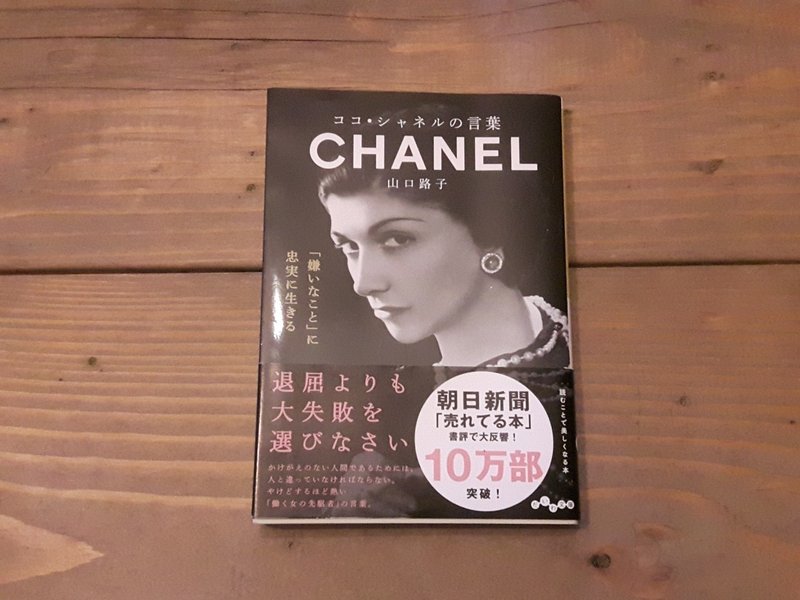 ココ・シャネルの言葉
CHANEL
山口路子
「嫌いなこと」に
忠実に生きる
退屈よりも
大失敗を
選びなさい
かけがえのない人間であるためには、
人と違っていなければならない。
やけどするほど熱い
「働く女の先駆者」の言葉。
朝日新聞
「売れてる本」
書評で大反響!
10万部
突破!
読むことで美しくなる本
だいわ文庫